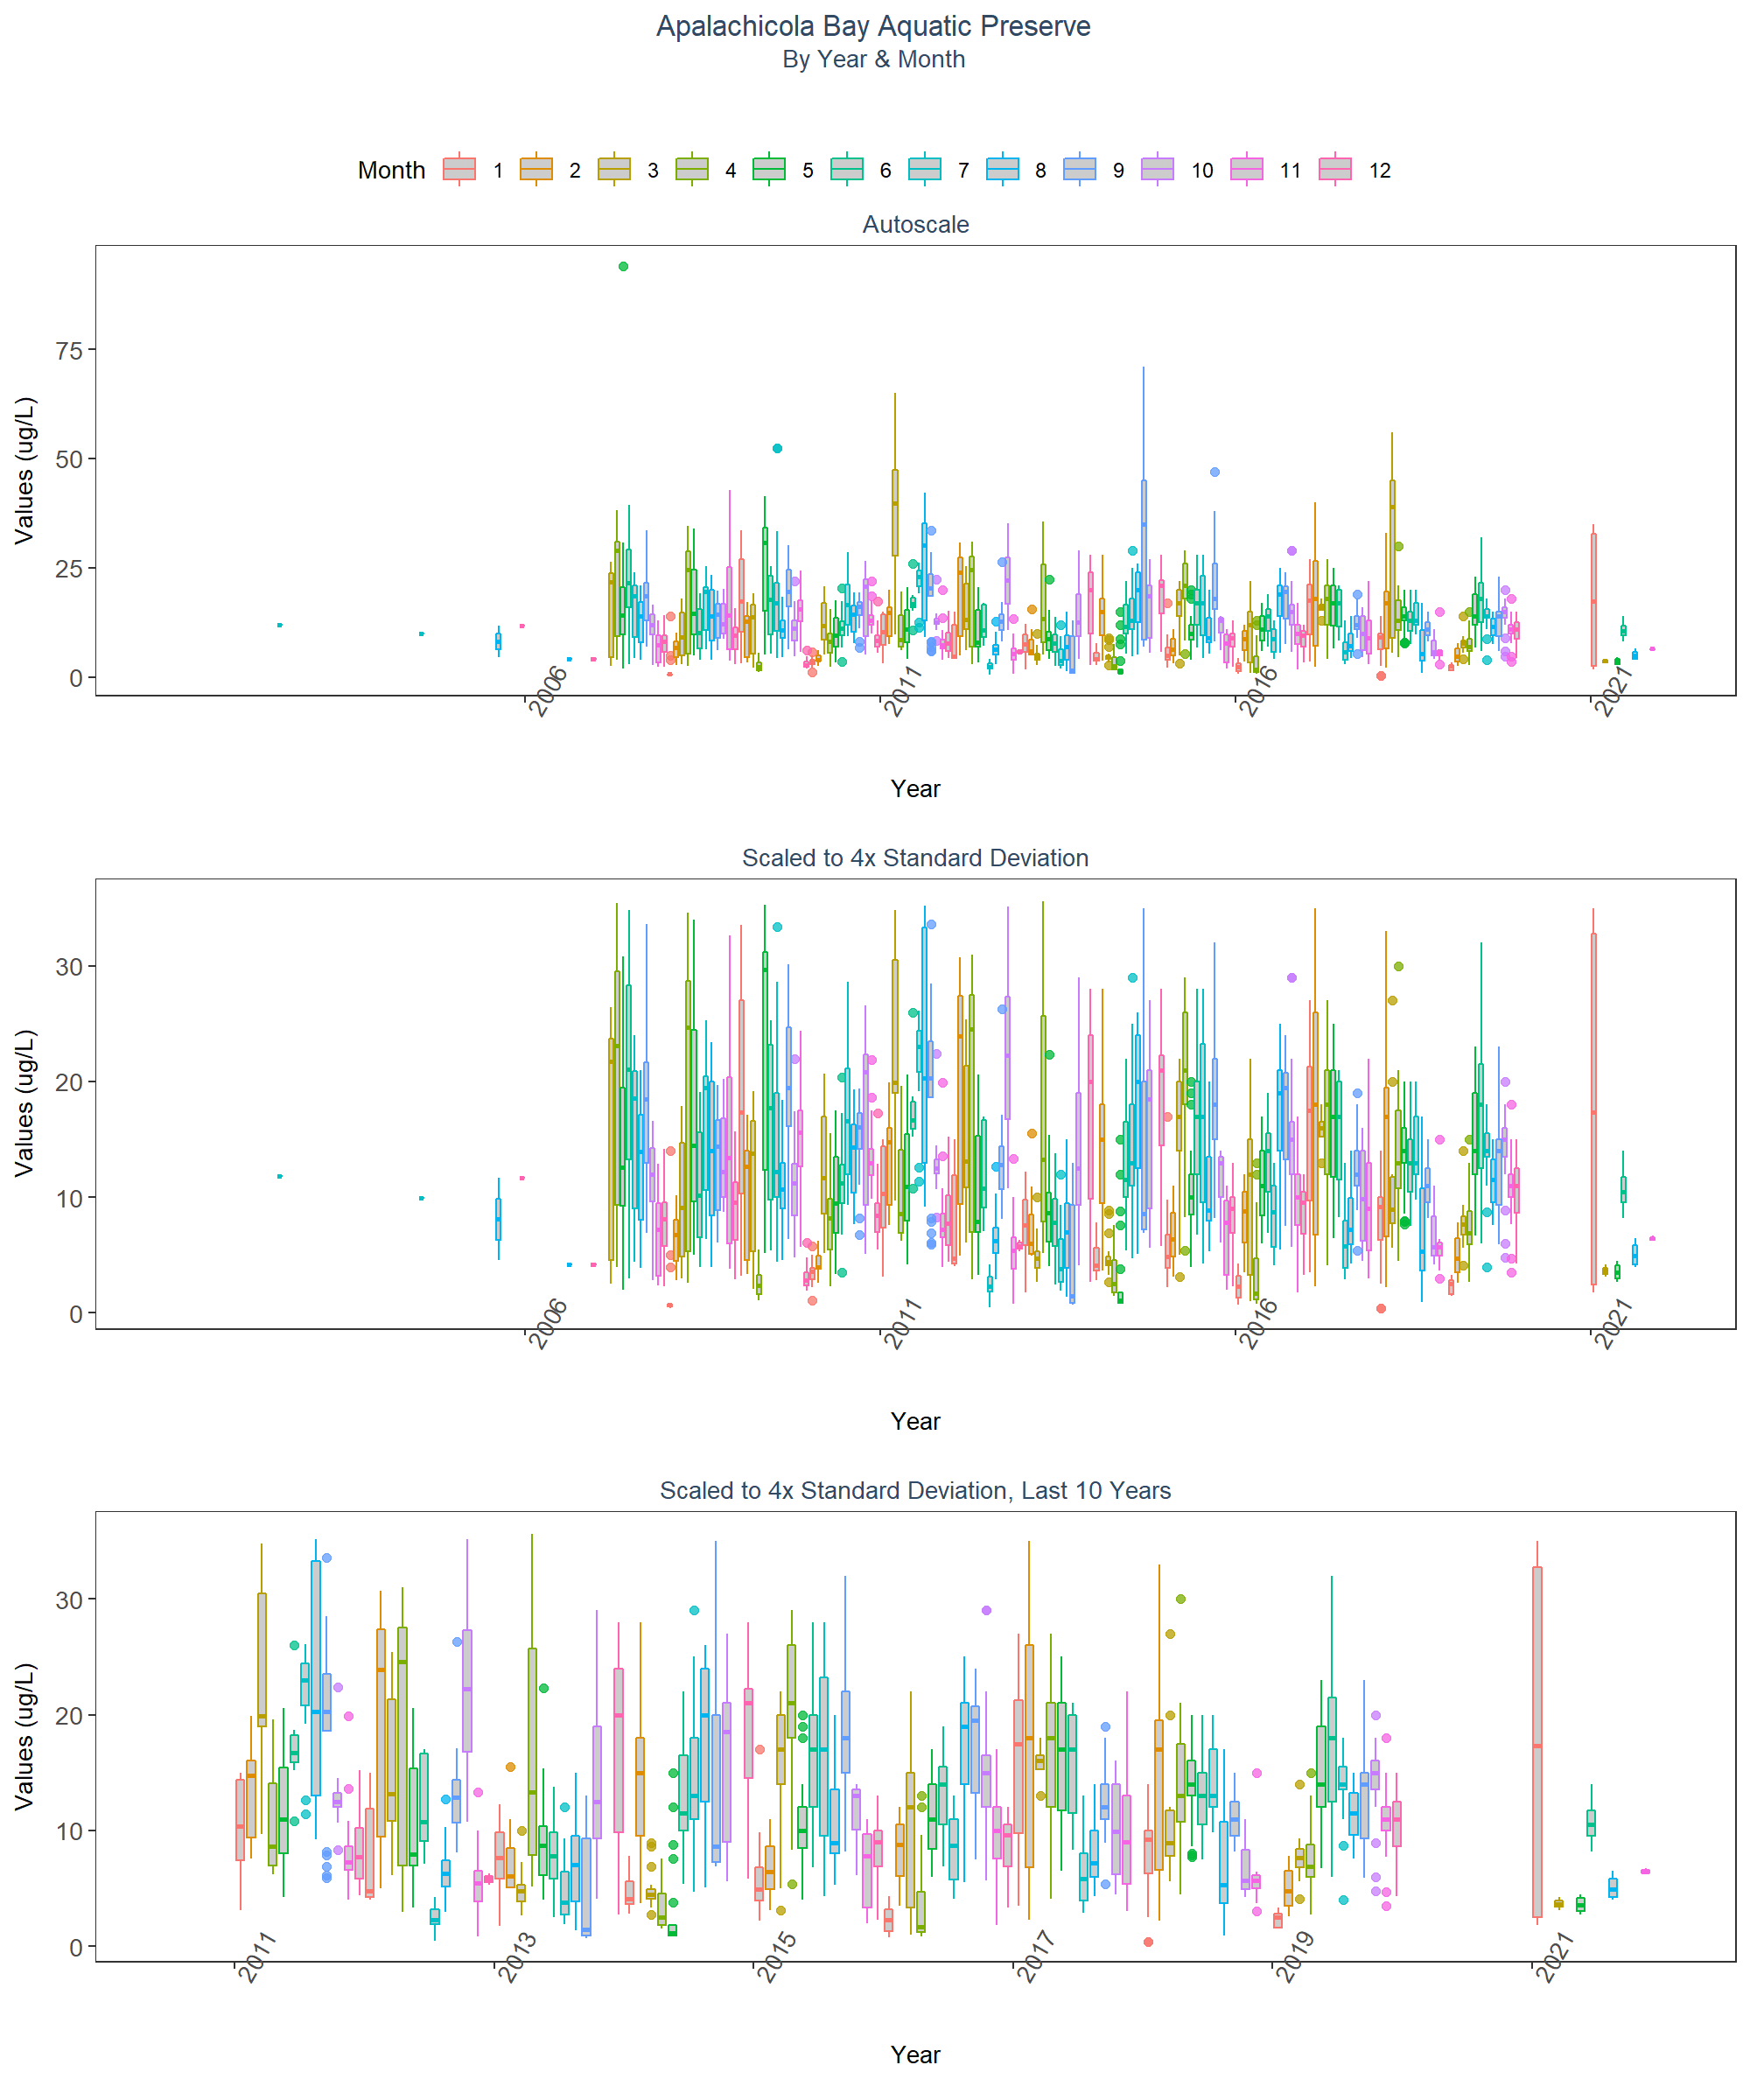 Apalachicola Bay Aquatic Preserve
By Year & Month
Month 1 2 3 4 5 6 7 8 9 10 11 12
Autoscale
Values (ug/L)
75
50
25
0
2006 2011 2016 2021
Year
Scaled to 4x Standard Deviation
Values (ug/L)
30
20
10
0
2006 2011 2016 2021
Year
Scaled to 4x Standard Deviation, Last 10 Years
Values (ug/L)
30
20
10
0
2011 2013 2015 2017 2019 2021
Year